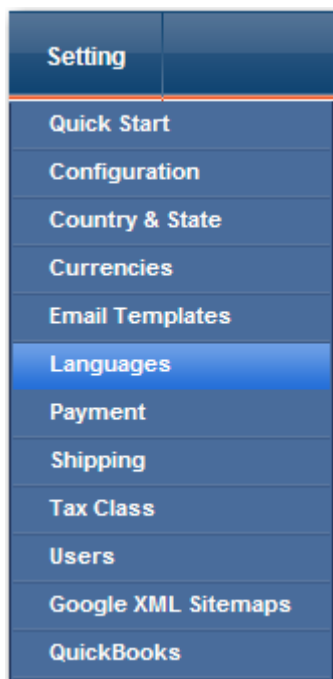 Setting
Quick Start
Configuration
Country & State
Currencies
Email Templates
Languages
Payment
Shipping
Tax Class
Users
Google XML Sitemaps
QuickBooks